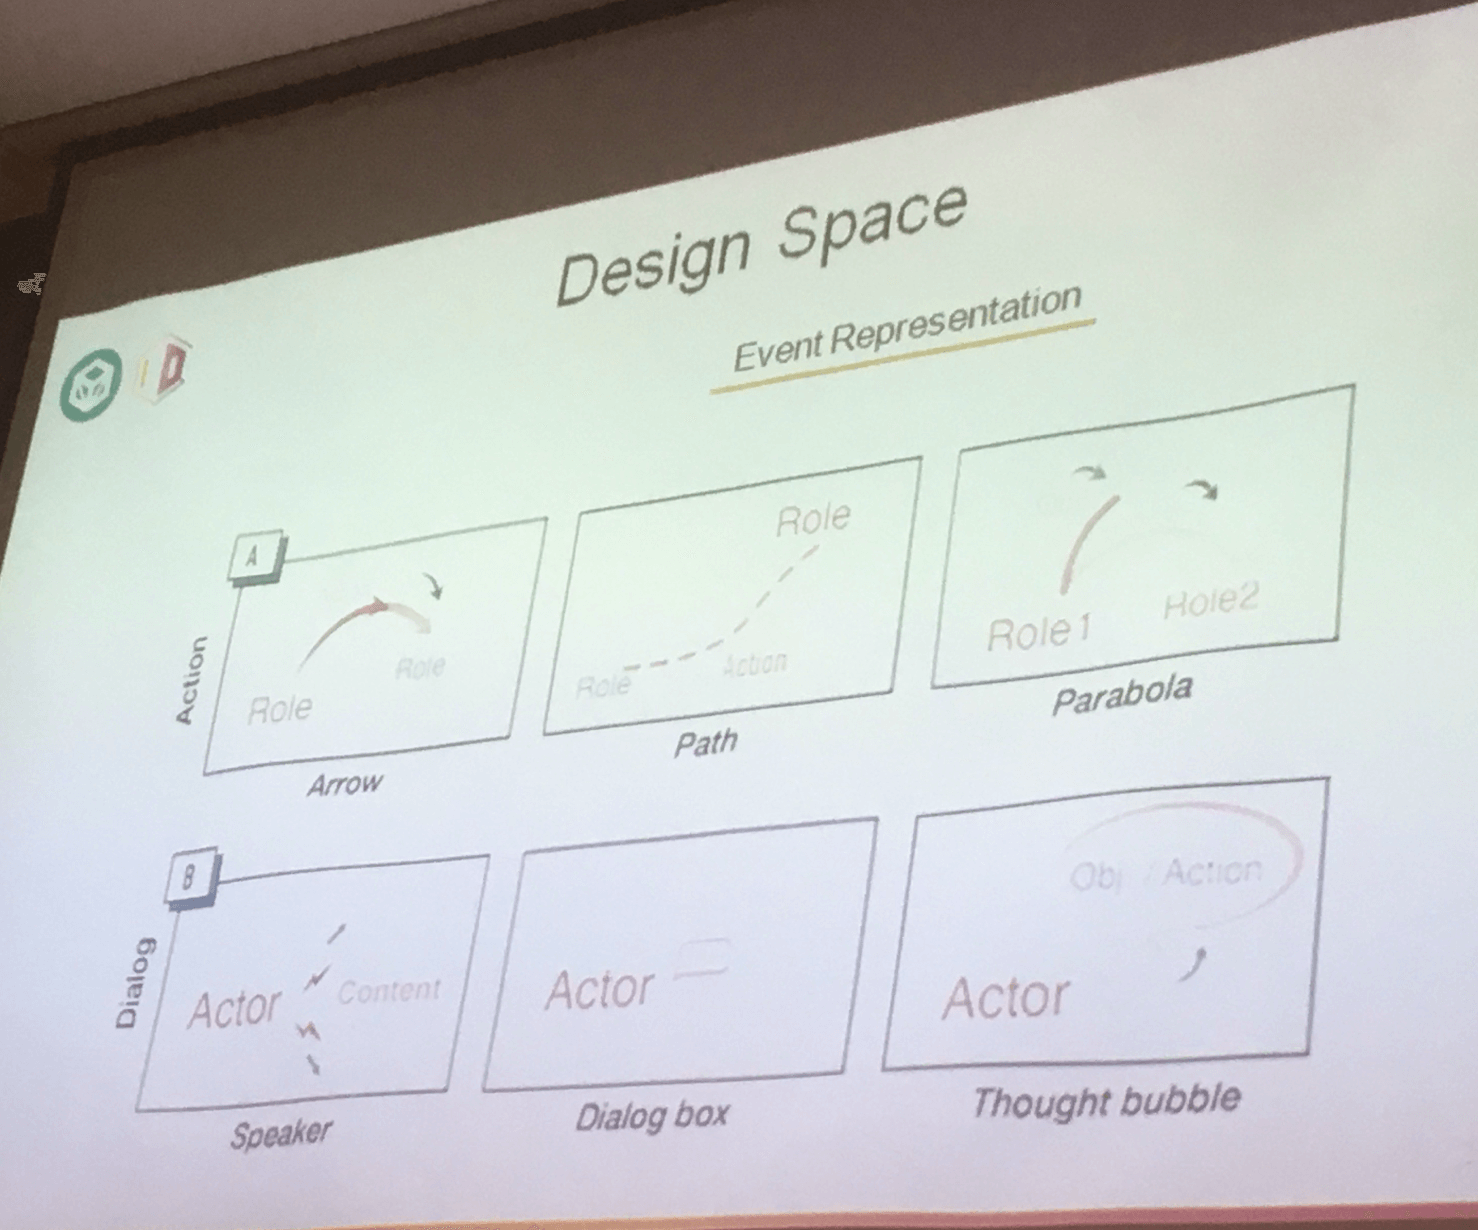 Design Space
Event Representation
A
Action
Role
Role
Arrow
Role
Role
Action
Path
Role1
Role2
Parabola
B
Dialog
Actor
Content
Speaker
Actor
Dialog box
Obj / Action
Actor
Thought bubble